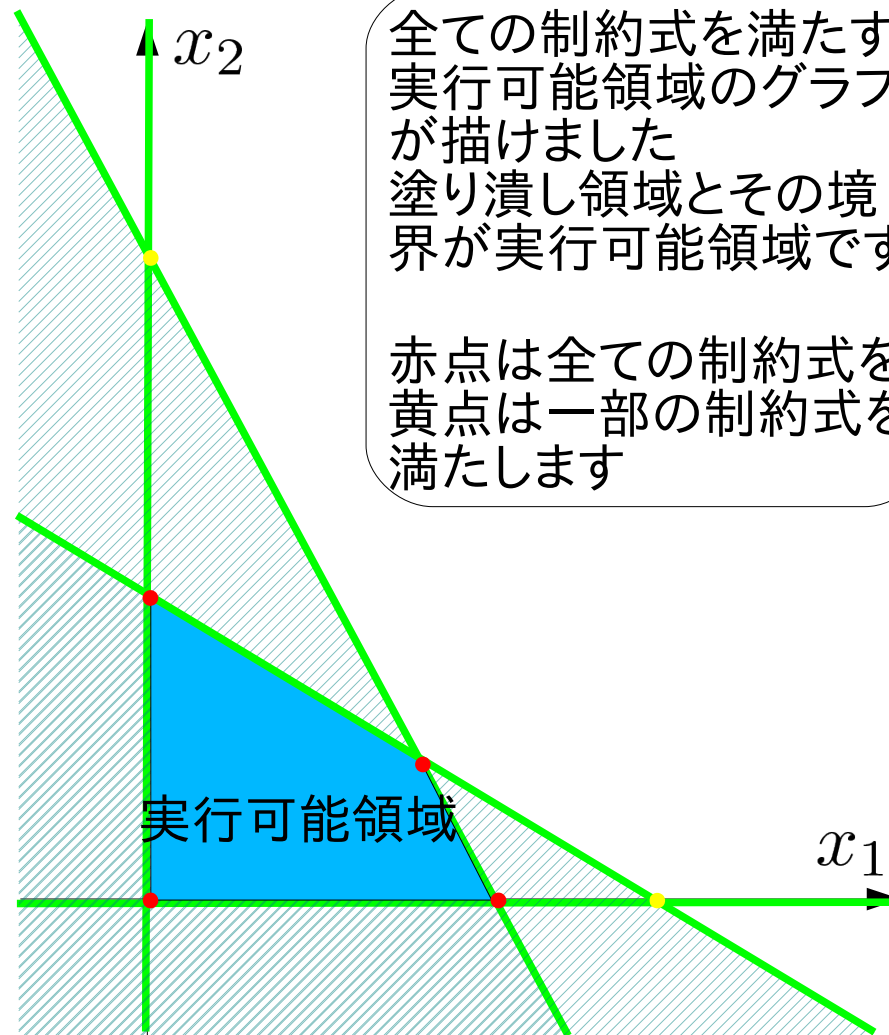 x₂
全ての制約式を満たす
実行可能領域のグラフ
が描けました
塗り潰し領域とその境
界が実行可能領域です
赤点は全ての制約式を
黄点は一部の制約式を
満たします
実行可能領域
x₁